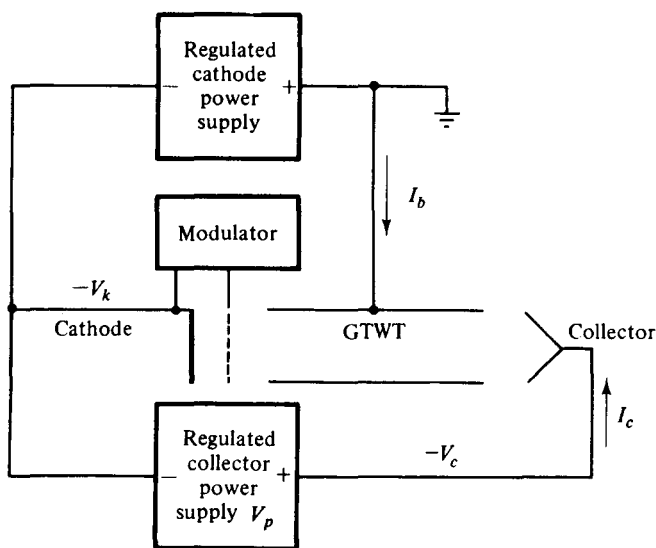 Regulated
cathode
power
supply
− +
I_b
Modulator
−V_k
Cathode
GTWT
Collector
Regulated
collector
power
supply V_p
− +
−V_c
I_c